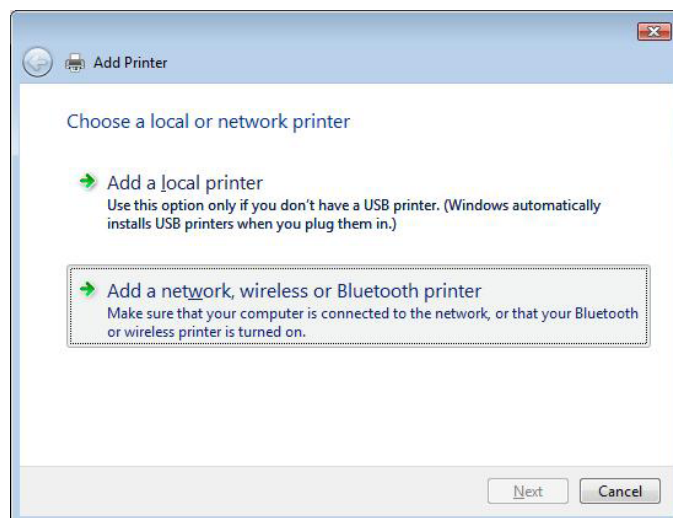 Add Printer
Choose a local or network printer
Add a local printer
Use this option only if you don't have a USB printer. (Windows automatically
installs USB printers when you plug them in.)
Add a network, wireless or Bluetooth printer
Make sure that your computer is connected to the network, or that your Bluetooth
or wireless printer is turned on.
Next
Cancel